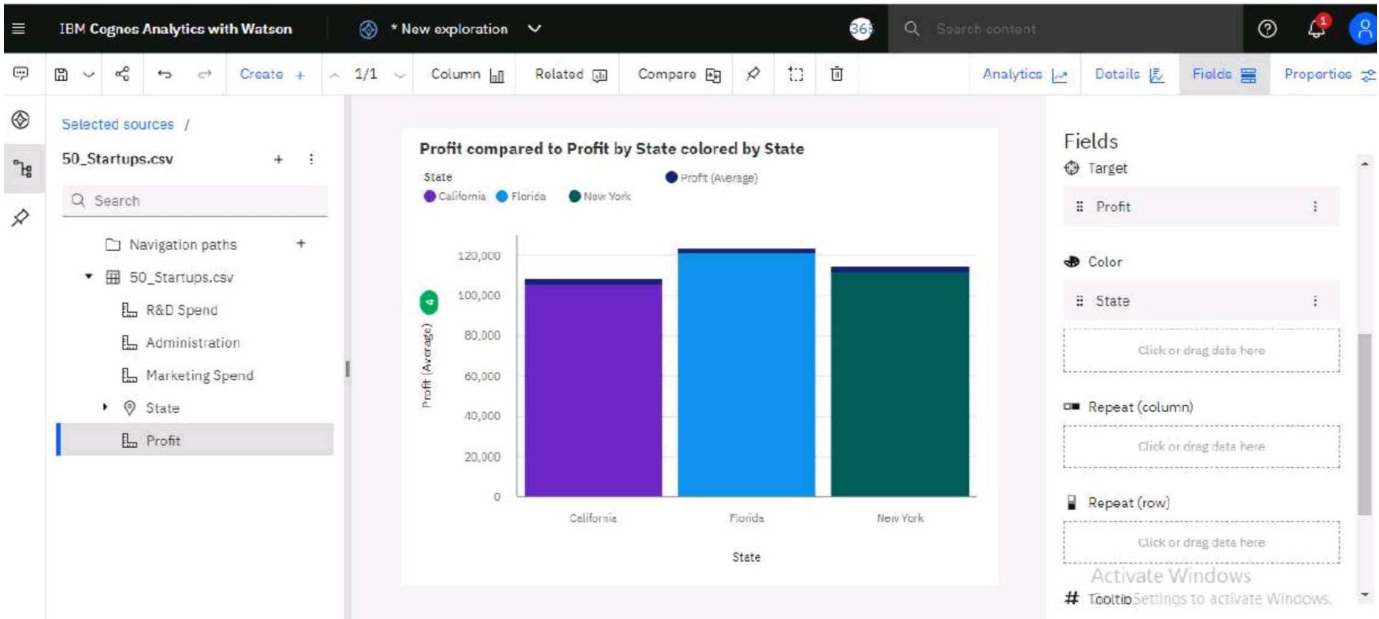 IBM Cognos Analytics with Watson
* New exploration
Search content
1
Create +
1/1
Column
Related
Compare
Analytics
Details
Fields
Properties
Selected sources /
50_Startups.csv
Search
Navigation paths
50_Startups.csv
R&D Spend
Administration
Marketing Spend
State
Profit
Profit compared to Profit by State colored by State
State
Profit (Average)
California
Florida
New York
120,000
100,000
80,000
60,000
40,000
20,000
0
Profit (Average)
4
California
Florida
New York
State
Fields
Target
Profit
Color
State
Click or drag data here
Repeat (column)
Click or drag data here
Repeat (row)
Click or drag data here
Activate Windows
# Tooltip
Settings to activate Windows.